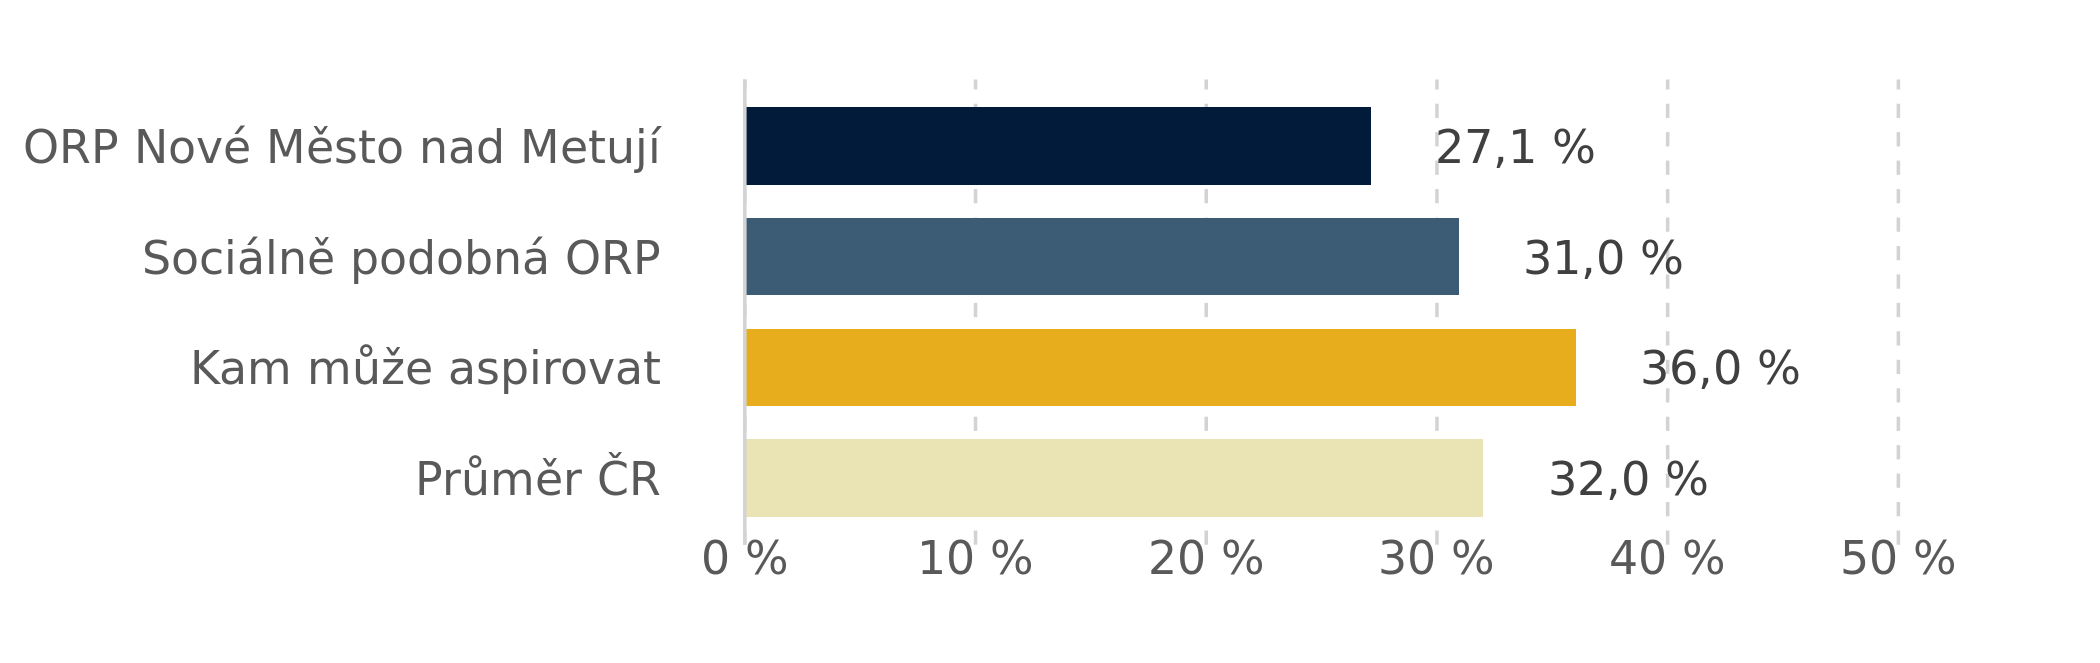 ORP Nové Město nad Metují 27,1 %
Sociálně podobná ORP 31,0 %
Kam může aspirovat 36,0 %
Průměr ČR 32,0 %
0 % 10 % 20 % 30 % 40 % 50 %